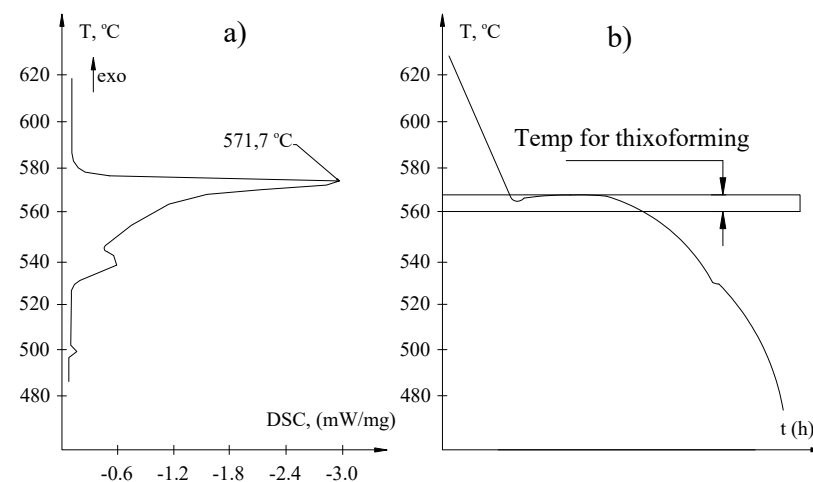 T, ºC
a)
exo
620
600
571,7 ºC
580
560
540
520
500
480
DSC, (mW/mg)
-0.6 -1.2 -1.8 -2.4 -3.0
T, ºC
b)
620
600
Temp for thixoforming
580
560
540
520
500
480
t (h)